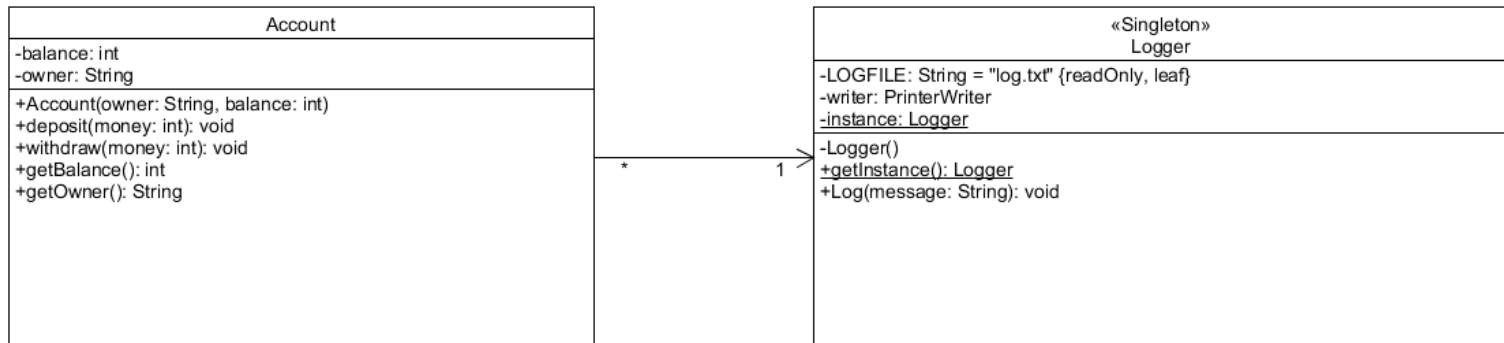 Account
-balance: int
-owner: String
+Account(owner: String, balance: int)
+deposit(money: int): void
+withdraw(money: int): void
+getBalance(): int
+getOwner(): String
*
1
«Singleton»
Logger
-LOGFILE: String = "log.txt" {readOnly, leaf}
-writer: PrinterWriter
-instance: Logger
-Logger()
+getInstance(): Logger
+Log(message: String): void